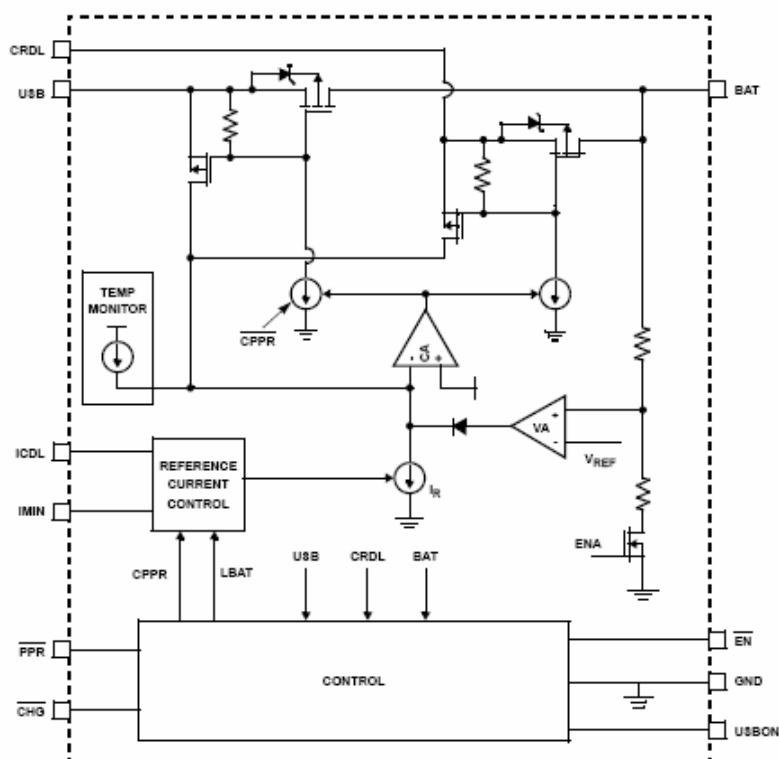 CRDL
USB
BAT
TEMP
MONITOR
CPPR
CA
- +
+
VA
-
VREF
ICDL
REFERENCE
CURRENT
CONTROL
IR
IMIN
ENA
CPPR
LBAT
USB
CRDL
BAT
PPR
EN
CONTROL
GND
CHG
USBON